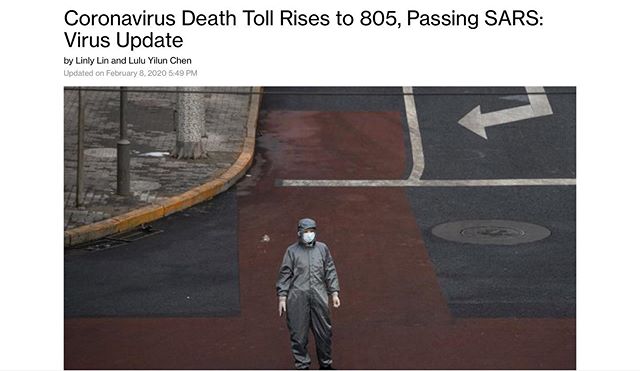 Coronavirus Death Toll Rises to 805, Passing SARS:
Virus Update
by Linly Lin and Lulu Yilun Chen
Updated on February 8, 2020 5:49 PM